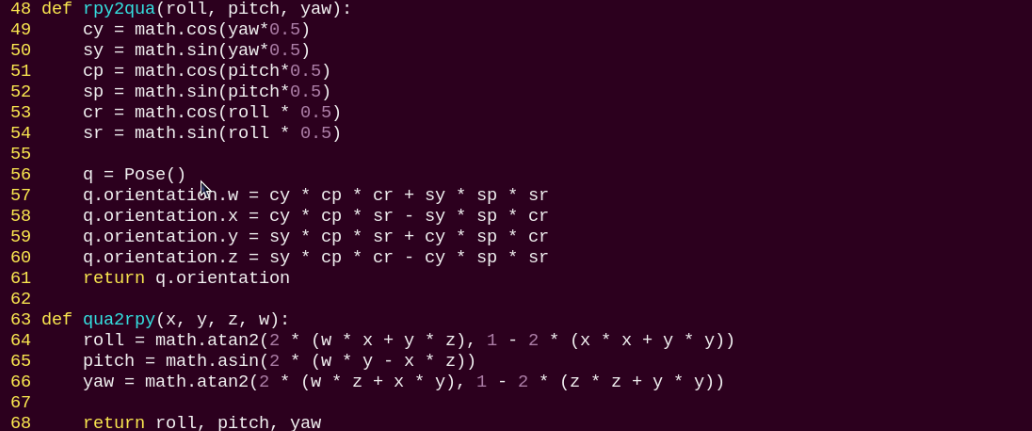 48 def rpy2qua(roll, pitch, yaw):
49     cy = math.cos(yaw*0.5)
50     sy = math.sin(yaw*0.5)
51     cp = math.cos(pitch*0.5)
52     sp = math.sin(pitch*0.5)
53     cr = math.cos(roll * 0.5)
54     sr = math.sin(roll * 0.5)
55
56     q = Pose()
57     q.orientation.w = cy * cp * cr + sy * sp * sr
58     q.orientation.x = cy * cp * sr - sy * sp * cr
59     q.orientation.y = sy * cp * sr + cy * sp * cr
60     q.orientation.z = sy * cp * cr - cy * sp * sr
61     return q.orientation
62
63 def qua2rpy(x, y, z, w):
64     roll = math.atan2(2 * (w * x + y * z), 1 - 2 * (x * x + y * y))
65     pitch = math.asin(2 * (w * y - x * z))
66     yaw = math.atan2(2 * (w * z + x * y), 1 - 2 * (z * z + y * y))
67
68     return roll, pitch, yaw